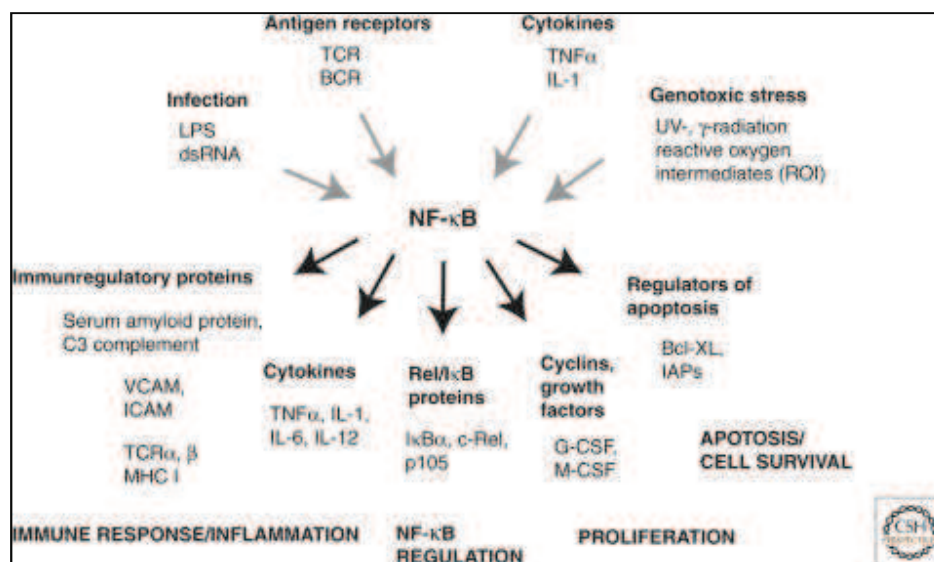 Antigen receptors
TCR
BCR
Cytokines
TNFα
IL-1
Infection
LPS
dsRNA
Genotoxic stress
UV-, γ-radiation
reactive oxygen
intermediates (ROI)
NF-κB
Immunregulatory proteins
Serum amyloid protein,
C3 complement
VCAM,
ICAM
TCRα, β
MHC I
Cytokines
TNFα, IL-1,
IL-6, IL-12
Rel/IκB
proteins
IκBα, c-Rel,
p105
Cyclins,
growth
factors
G-CSF,
M-CSF
Regulators of
apoptosis
Bcl-XL,
IAPs
APOTOSIS/
CELL SURVIVAL
IMMUNE RESPONSE/INFLAMMATION
NF-κB
REGULATION
PROLIFERATION
CSH